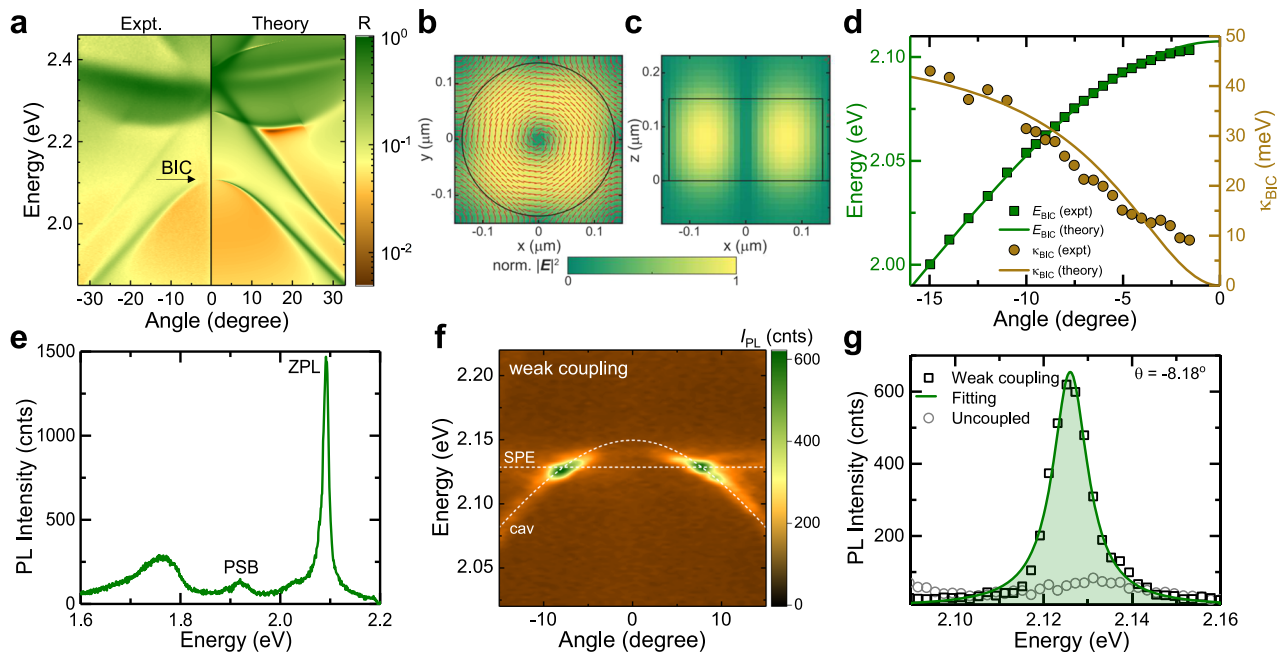 a
Expt. Theory R
Energy (eV)
2.4
2.2
2.0
BIC
-30 -20 -10 0 10 20 30
Angle (degree)
10⁰
10⁻¹
10⁻²
b
y (μm)
0.1
0
-0.1
-0.1 0 0.1
x (μm)
c
z (μm)
0.2
0.1
0
-0.1
-0.1 0 0.1
x (μm)
norm. |E|²
0 1
d
Energy (eV)
2.10
2.05
2.00
E_BIC (expt)
E_BIC (theory)
κ_BIC (expt)
κ_BIC (theory)
-15 -10 -5 0
Angle (degree)
50
40
30
20
10
0
κ_BIC (meV)
e
PL Intensity (cnts)
1500
1000
500
0
ZPL
PSB
1.6 1.8 2.0 2.2
Energy (eV)
f
I_PL (cnts)
weak coupling
Energy (eV)
2.20
2.15
2.10
2.05
SPE
cav
-10 0 10
Angle (degree)
600
400
200
0
g
PL Intensity (cnts)
600
400
200
Weak coupling
Fitting
Uncoupled
θ = -8.18º
2.10 2.12 2.14 2.16
Energy (eV)